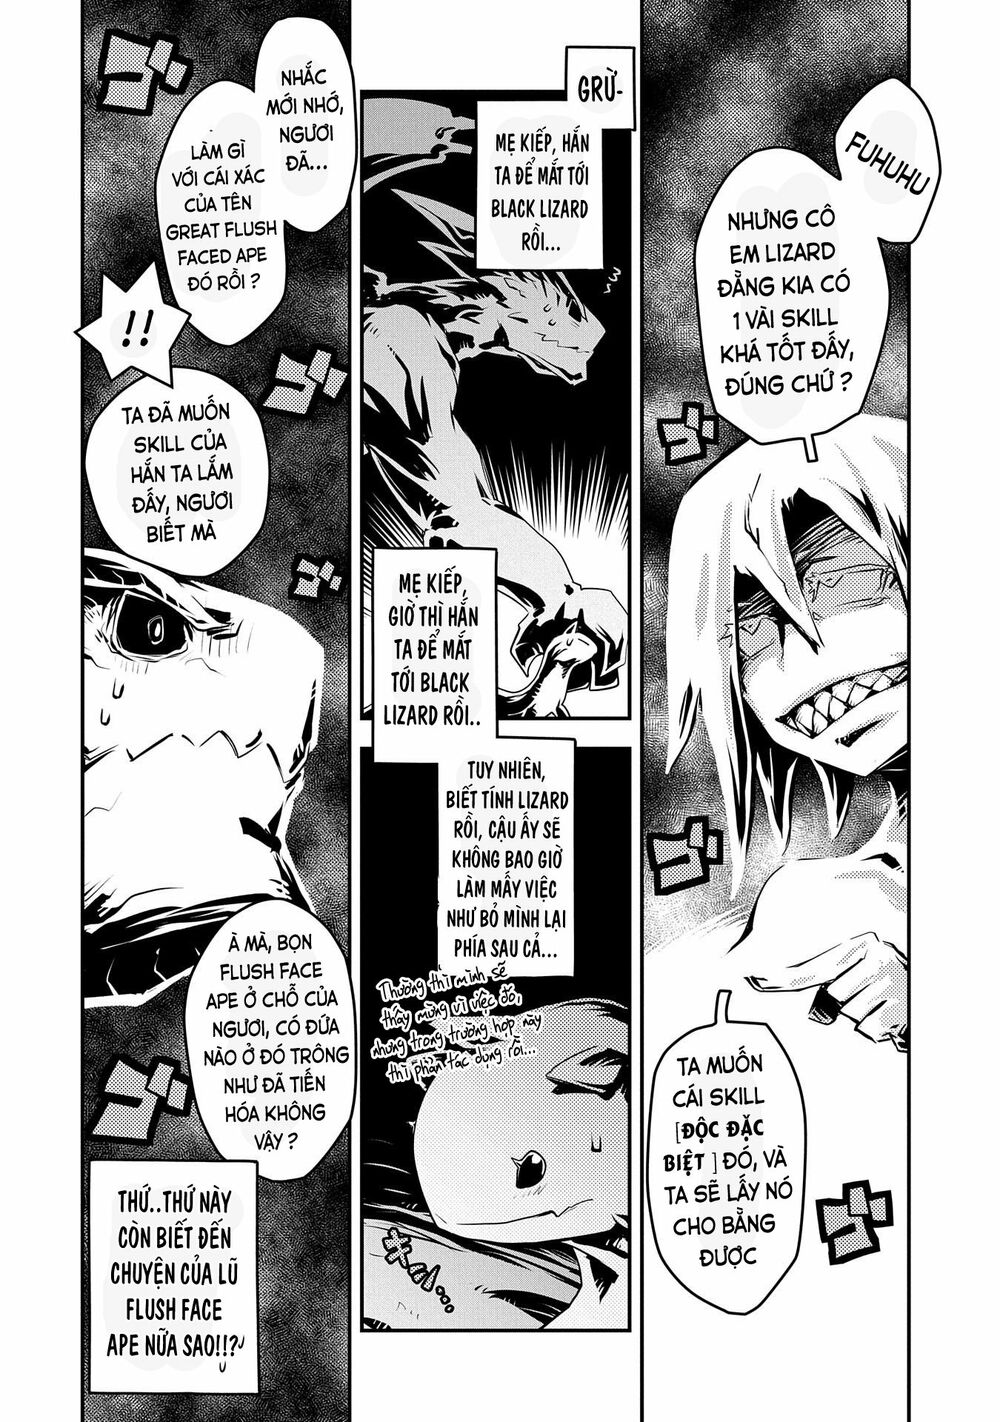 FUHUHU
NHƯNG CÔ
EM LIZARD
ĐẰNG KIA CÓ
1 VÀI SKILL
KHÁ TỐT ĐẤY,
ĐÚNG CHỨ ?
ゴ
ゴ
TA MUỐN
CÁI SKILL
[ĐỘC ĐẶC
BIỆT ] ĐÓ, VÀ
TA SẼ LẤY NÓ
CHO BẰNG
ĐƯỢC
ゴ
GRỪ-
MẸ KIẾP, HẮN
TA ĐỂ MẮT TỚI
BLACK LIZARD
RỒI...
MẸ KIẾP,
GIỜ THÌ HẮN
TA ĐỂ MẮT
TỚI BLACK
LIZARD RỒI..
TUY NHIÊN,
BIẾT TÍNH LIZARD
RỒI, CẬU ẤY SẼ
KHÔNG BAO GIỜ
LÀM MẤY VIỆC
NHƯ BỎ MÌNH LẠI
PHÍA SAU CẢ...
Thường thì mình sẽ
thấy mừng vì việc đó,
nhưng trong trường hợp này
thì phản tác dụng rồi...
ゴ
NHẮC
MỚI NHỚ,
NGƯƠI
ĐÃ...
LÀM GÌ
VỚI CÁI XÁC
CỦA TÊN
GREAT FLUSH
FACED APE
ĐÓ RỒI ?
!!
ゴ
TA ĐÃ MUỐN
SKILL CỦA
HẮN TA LẮM
ĐẤY, NGƯƠI
BIẾT MÀ
ゴ
À MÀ, BỌN
FLUSH FACE
APE Ở CHỖ CỦA
NGƯƠI, CÓ ĐỨA
NÀO Ở ĐÓ TRÔNG
NHƯ ĐÃ TIẾN
HÓA KHÔNG
VẬY ?
ゴ
THỨ..THỨ NÀY
CÒN BIẾT ĐẾN
CHUYỆN CỦA LŨ
FLUSH FACE
APE NỮA SAO!!?